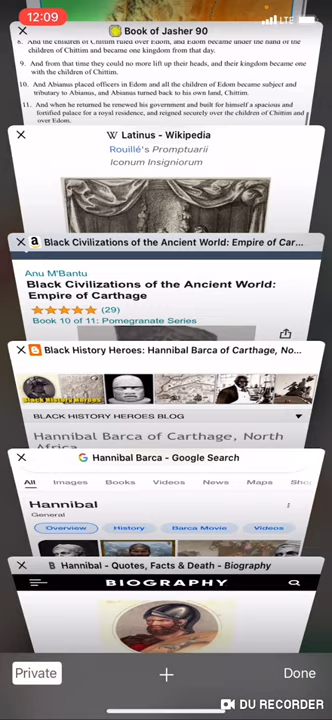 12:09
LTE
Book of Jasher 90
8. And the children of Chittim ruled over Edom, and Edom became under the hand of the
children of Chittim and became one kingdom from that day.
9. And from that time they could no more lift up their heads, and their kingdom became one
with the children of Chittim.
10. And Abianus placed officers in Edom and all the children of Edom became subject and
tributary to Abianus, and Abianus turned back to his own land, Chittim.
11. And when he returned he renewed his government and built for himself a spacious and
fortified palace for a royal residence, and reigned securely over the children of Chittim and
over Edom.
W Latinus - Wikipedia
Rouillé's Promptuarii
Iconum Insigniorum
a Black Civilizations of the Ancient World: Empire of Car...
Anu M'Bantu
Black Civilizations of the Ancient World:
Empire of Carthage
(29)
Book 10 of 11: Pomegranate Series
Black History Heroes: Hannibal Barca of Carthage, No...
Black History Heroes
BLACK HISTORY HEROES BLOG
Hannibal Barca of Carthage, North
Africa
G Hannibal Barca - Google Search
All Images Books Videos News Maps Sho
Hannibal
General
Overview History Barca Movie Videos
B Hannibal - Quotes, Facts & Death - Biography
BIOGRAPHY
Private + Done
DU RECORDER